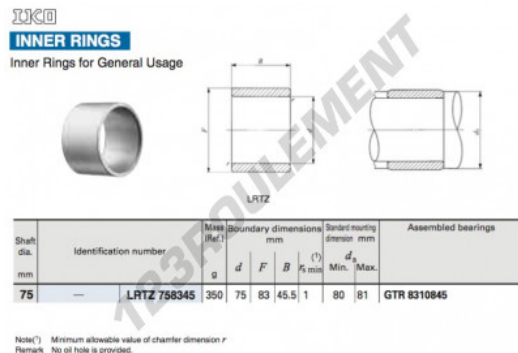 IKO
INNER RINGS
Inner Rings for General Usage
B
F
r
r
d
da
LRTZ
123ROULEMENT
Shaft dia. mm Identification number Mass (Ref.) g Boundary dimensions mm d F B rs min (1) Standard mounting dimension mm da Min. Max. Assembled bearings
75 — LRTZ 758345 350 75 83 45.5 1 80 81 GTR 8310845
Note(1) Minimum allowable value of chamfer dimension r
Remark No oil hole is provided.